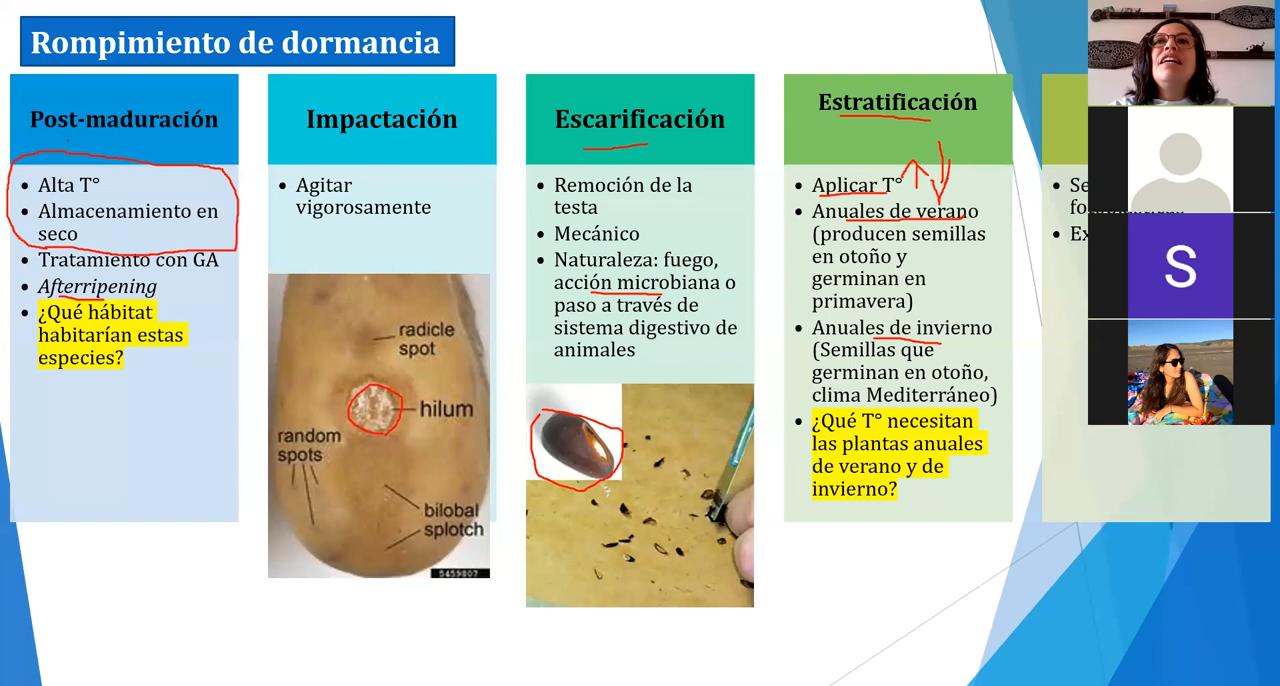 Rompimiento de dormancia
Post-maduración
• Alta T°
• Almacenamiento en
seco
• Tratamiento con GA
• Afterripening
• ¿Qué hábitat
habitarían estas
especies?
Impactación
• Agitar
vigorosamente
radicle
spot
hilum
random
spots
bilobal
splotch
5459807
Escarificación
• Remoción de la
testa
• Mecánico
• Naturaleza: fuego,
acción microbiana o
paso a través de
sistema digestivo de
animales
Estratificación
• Aplicar T°
• Anuales de verano
(producen semillas
en otoño y
germinan en
primavera)
• Anuales de invierno
(Semillas que
germinan en otoño,
clima Mediterráneo)
• ¿Qué T° necesitan
las plantas anuales
de verano y de
invierno?
S